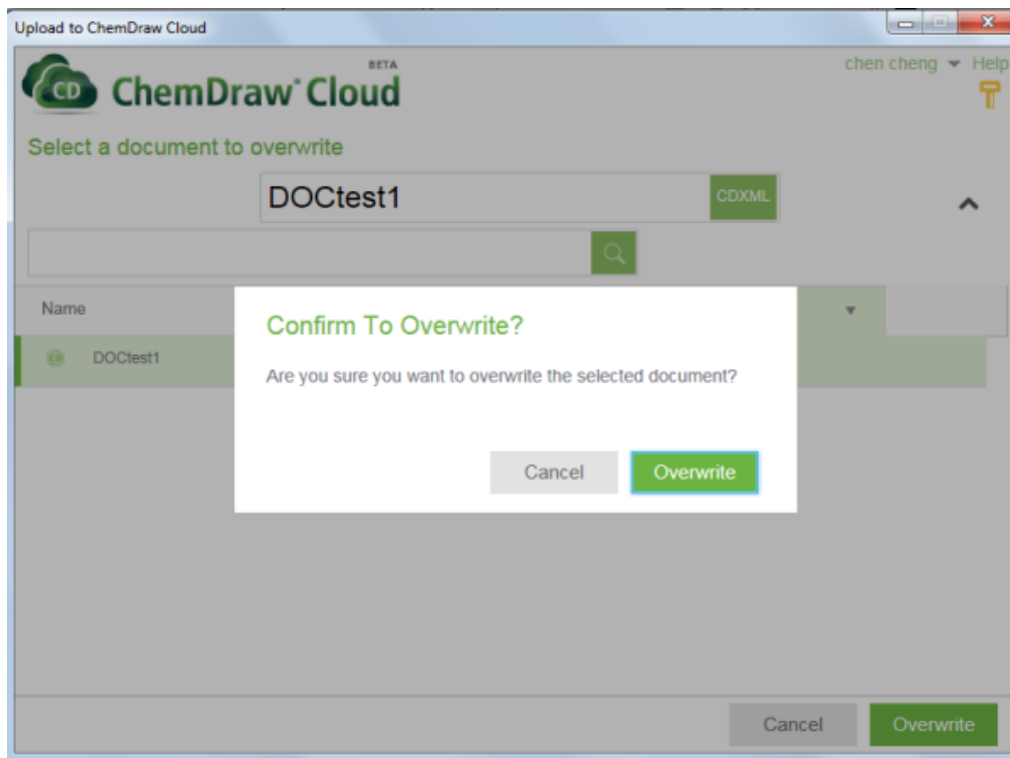 Upload to ChemDraw Cloud
BETA
chen cheng Help
CD ChemDraw® Cloud
Select a document to overwrite
DOCtest1 CDXML
Name
DOCtest1
Confirm To Overwrite?
Are you sure you want to overwrite the selected document?
Cancel Overwrite
Cancel Overwrite